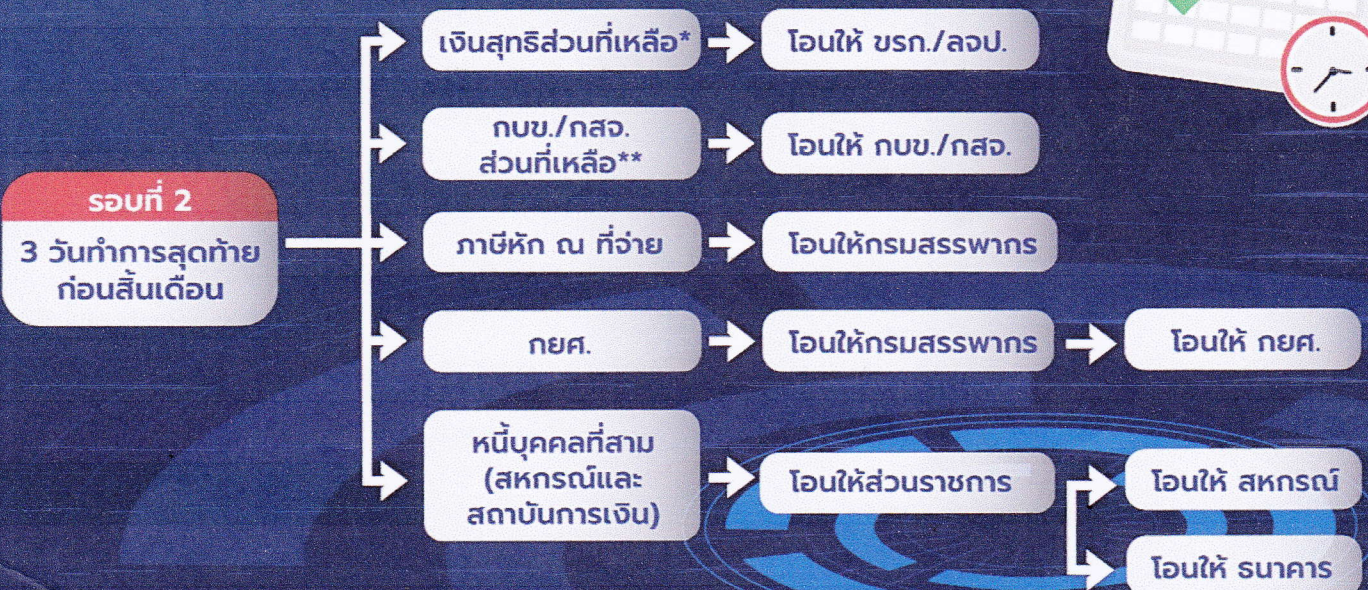 เงินสุทธิส่วนที่เหลือ*
โอนให้ ขรก./ลจป.
กบข./กสจ.
ส่วนที่เหลือ**
โอนให้ กบข./กสจ.
รอบที่ 2
3 วันทำการสุดท้าย
ก่อนสิ้นเดือน
ภาษีหัก ณ ที่จ่าย
โอนให้กรมสรรพากร
กยศ.
โอนให้กรมสรรพากร
โอนให้ กยศ.
หนี้บุคคลที่สาม
(สหกรณ์และ
สถาบันการเงิน)
โอนให้ส่วนราชการ
โอนให้ สหกรณ์
โอนให้ ธนาคาร